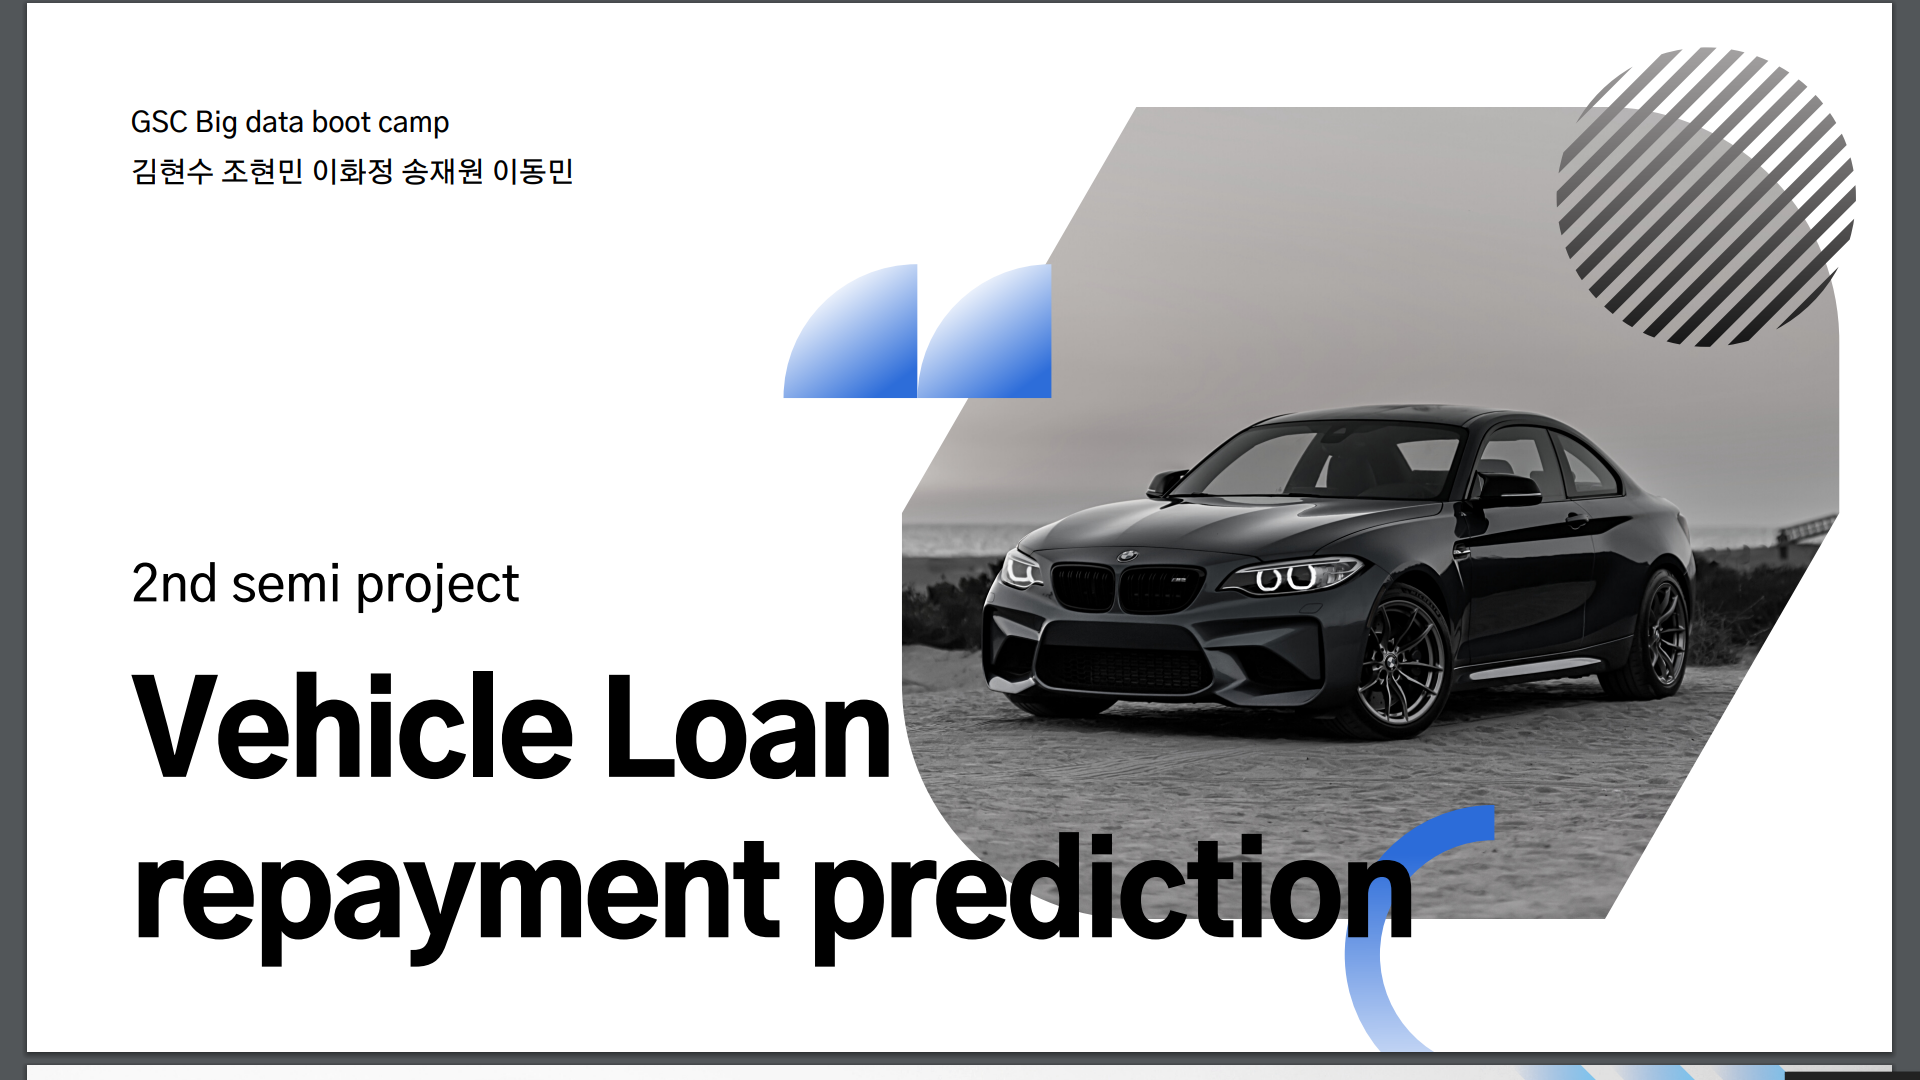 GSC Big data boot camp
김현수 조현민 이화정 송재원 이동민
2nd semi project
Vehicle Loan
repayment prediction